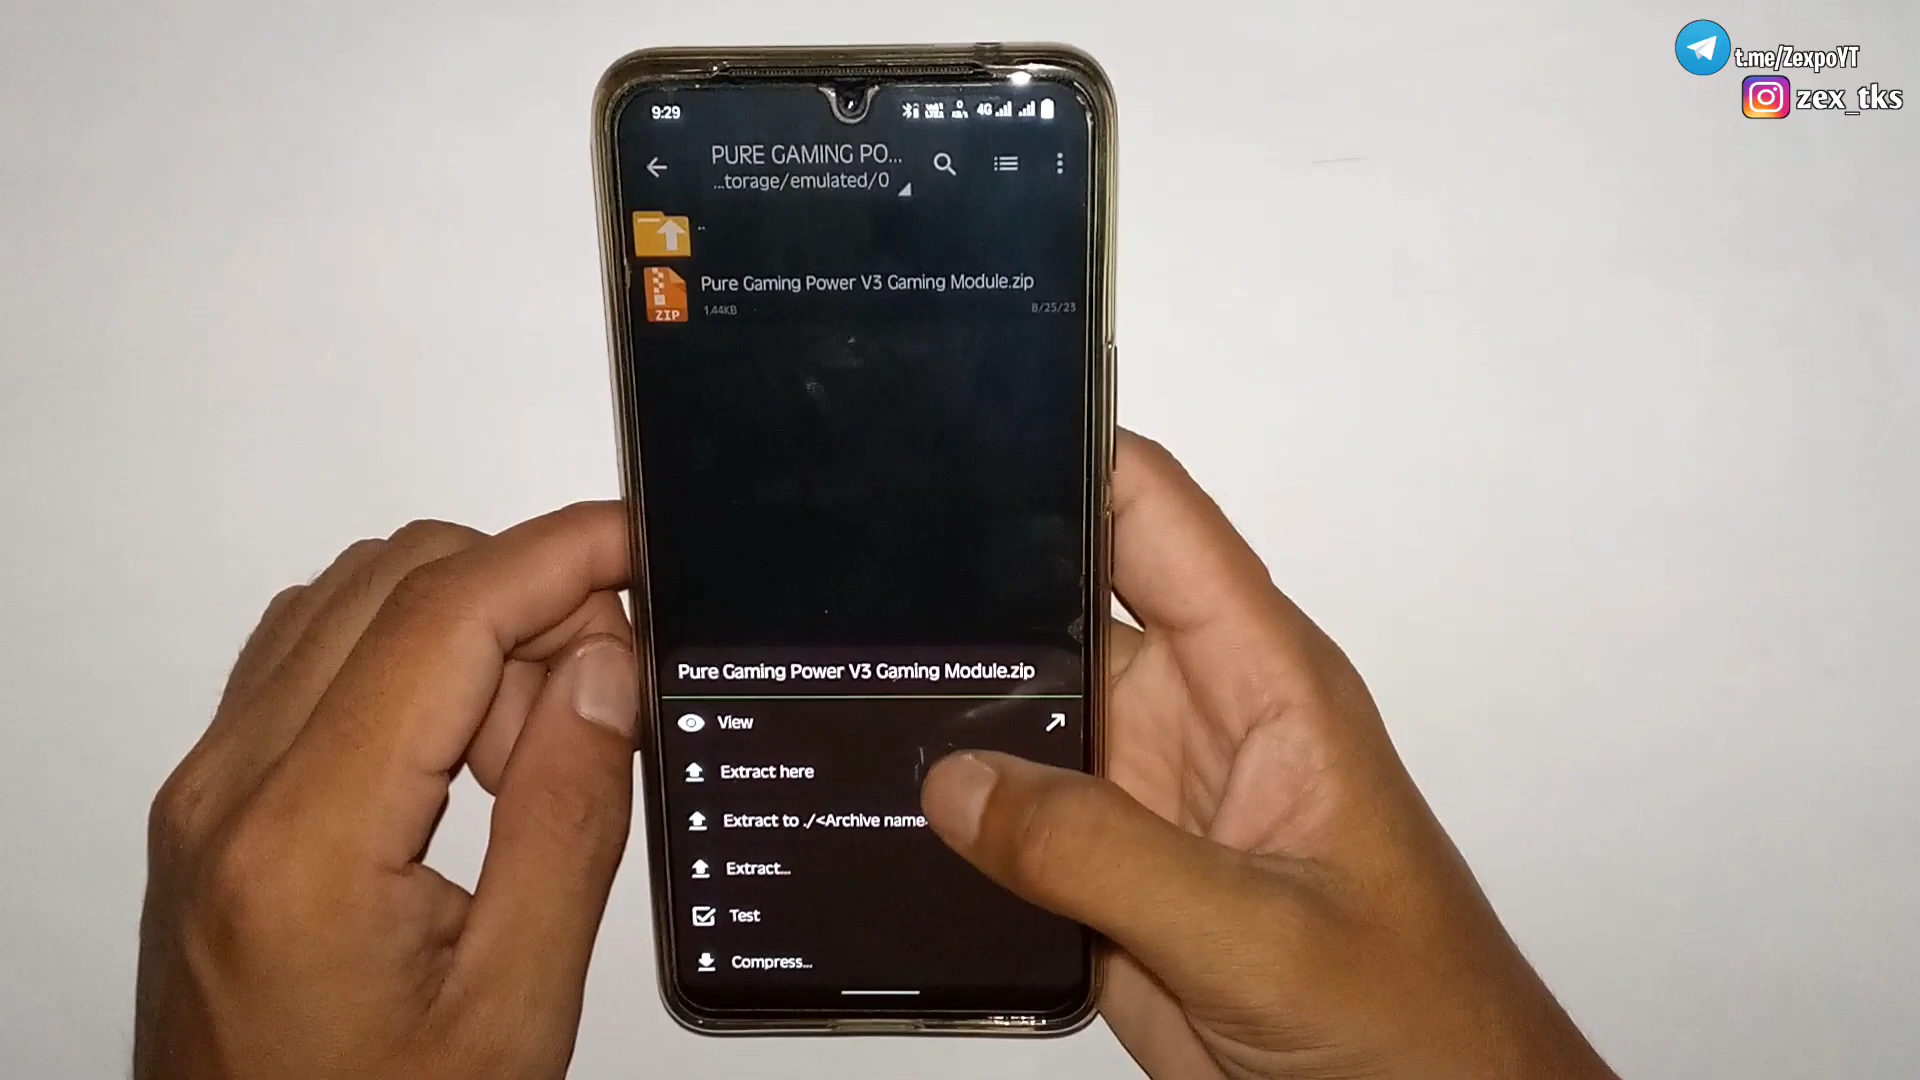 t.me/ZexpoYT
zex_tks
9:29
4G
PURE GAMING PO...
...torage/emulated/0
..
Pure Gaming Power V3 Gaming Module.zip
ZIP
1.44KB
8/25/23
Pure Gaming Power V3 Gaming Module.zip
View
Extract here
Extract to ./<Archive name
Extract...
Test
Compress...